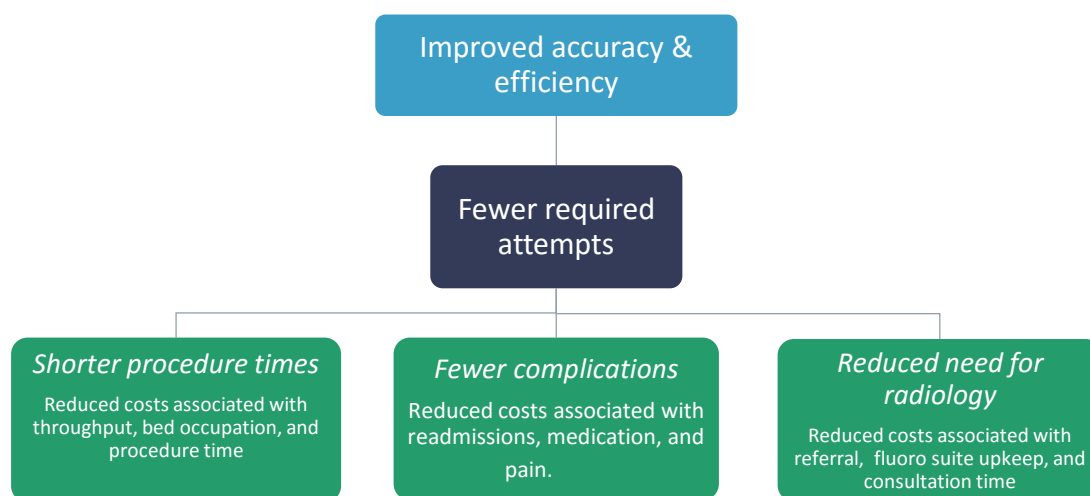 Improved accuracy &
efficiency
Fewer required
attempts
Shorter procedure times
Reduced costs associated with
throughput, bed occupation, and
procedure time
Fewer complications
Reduced costs associated with
readmissions, medication, and
pain.
Reduced need for
radiology
Reduced costs associated with
referral,  fluoro suite upkeep, and
consultation time